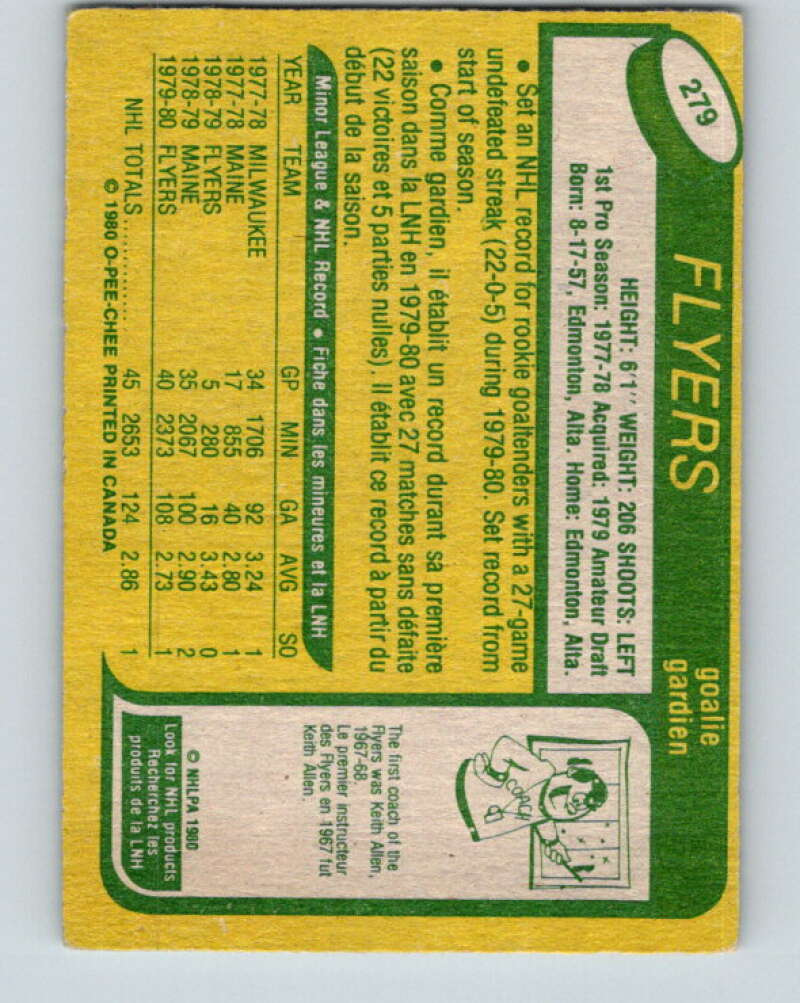 279
FLYERS
goalie
gardien
HEIGHT: 6'1'' WEIGHT: 206 SHOOTS: LEFT
1st Pro Season: 1977-78 Acquired: 1979 Amateur Draft
Born: 8-17-57, Edmonton, Alta. Home: Edmonton, Alta.
• Set an NHL record for rookie goaltenders with a 27-game
undefeated streak (22-0-5) during 1979-80. Set record from
start of season.
• Comme gardien, il établit un record durant sa première
saison dans la LNH en 1979-80 avec 27 matches sans défaite
(22 victoires et 5 parties nulles). Il établit ce record à partir du
début de la saison.
Minor League & NHL Record • Fiche dans les mineures et la LNH
YEAR TEAM GP MIN GA AVG SO
1977-78 MILWAUKEE 34 1706 92 3.24 1
1977-78 MAINE 17 855 40 2.80 1
1978-79 FLYERS 5 280 16 3.43 0
1978-79 MAINE 35 2067 100 2.90 2
1979-80 FLYERS 40 2373 108 2.73 1
NHL TOTALS 45 2653 124 2.86 1
© 1980 O-PEE-CHEE PRINTED IN CANADA
COACH
The first coach of the
Flyers was Keith Allen,
1967-68.
Le premier instructeur
des Flyers en 1967 fut
Keith Allen.
© NHLPA 1980
Look for NHL products
Recherchez les
produits de la LNH